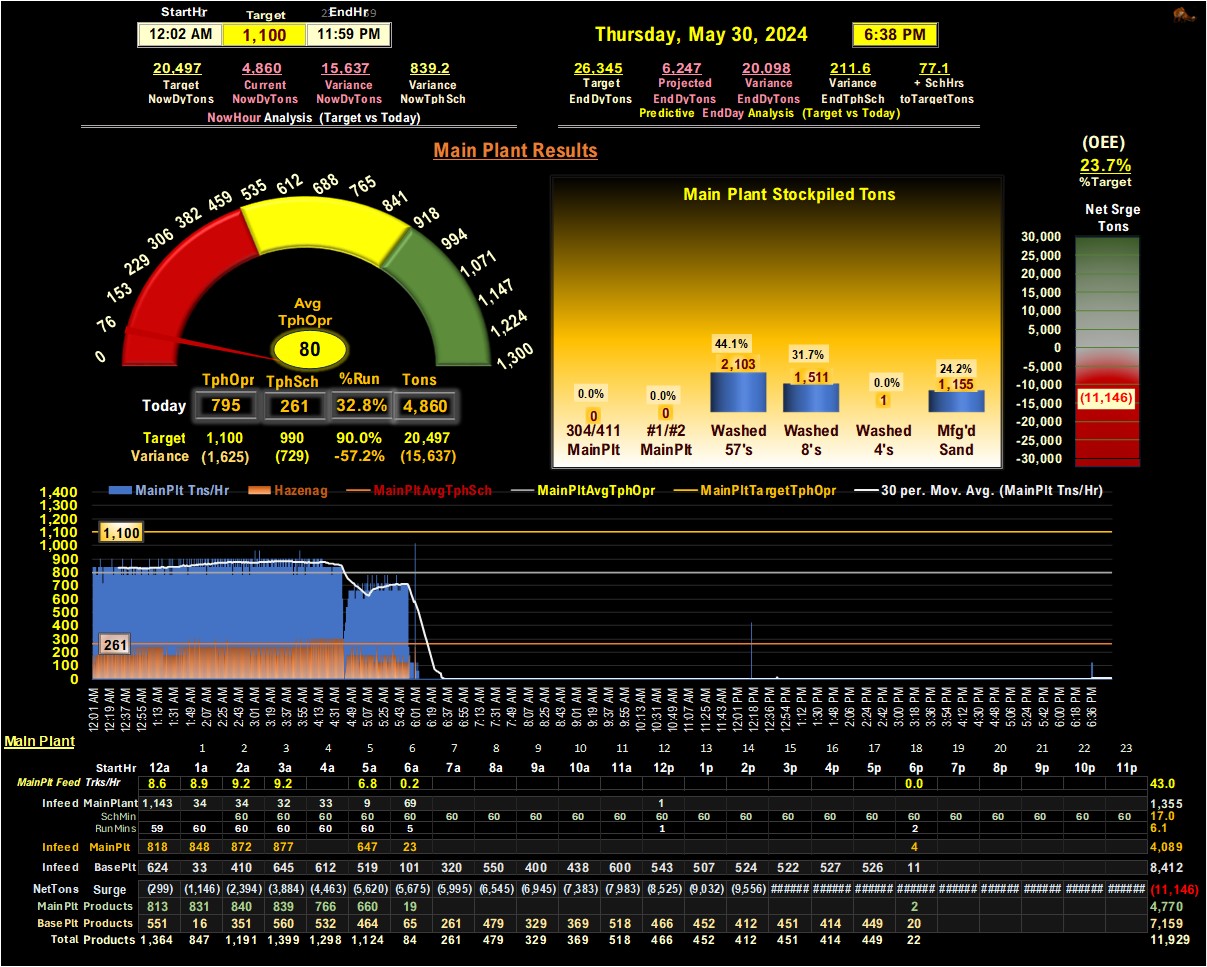 StartHr Target EndHr
12:02 AM 1,100 11:59 PM
Thursday, May 30, 2024 6:38 PM
20,497 4,860 15,637 839.2
Target Current Variance Variance
NowDyTons NowDyTons NowDyTons NowTphSch
NowHour Analysis (Target vs Today)
26,345 6,247 20,098 211.6 77.1
Target Projected Variance Variance + SchHrs
EndDyTons EndDyTons EndDyTons EndTphSch toTargetTons
Predictive EndDay Analysis (Target vs Today)
Main Plant Results
(OEE)
23.7%
%Target
Net Srge
Tons
0 76 153 229 306 382 459 535 612 688 765 841 918 994 1,071 1,147 1,224 1,300
Avg
TphOpr
80
TphOpr TphSch %Run Tons
Today 795 261 32.8% 4,860
Target 1,100 990 90.0% 20,497
Variance (1,625) (729) -57.2% (15,637)
Main Plant Stockpiled Tons
0.0% 0.0% 44.1% 31.7% 0.0% 24.2%
0 0 2,103 1,511 1 1,155
304/411 #1/#2 Washed Washed Washed Mfg'd
MainPlt MainPlt 57's 8's 4's Sand
30,000
25,000
20,000
15,000
10,000
5,000
0
-5,000
-10,000
-15,000
-20,000
-25,000
-30,000
(11,146)
MainPlt Tns/Hr Hazenag MainPltAvgTphSch MainPltAvgTphOpr MainPltTargetTphOpr 30 per. Mov. Avg. (MainPlt Tns/Hr)
1,400
1,300
1,200
1,100
1,000
900
800
700
600
500
400
300
200
100
0
1,100
261
12:01 AM 12:19 AM 12:37 AM 12:55 AM 1:13 AM 1:31 AM 2:07 AM 2:25 AM 2:43 AM 3:01 AM 3:19 AM 3:37 AM 3:55 AM 4:13 AM 4:31 AM 4:49 AM 5:07 AM 5:25 AM 5:43 AM 6:01 AM 6:19 AM 6:37 AM 6:55 AM 7:13 AM 7:31 AM 7:49 AM 8:07 AM 8:25 AM 8:43 AM 9:01 AM 9:19 AM 9:37 AM 9:55 AM 10:13 AM 10:31 AM 10:49 AM 11:07 AM 11:25 AM 11:43 AM 12:01 PM 12:18 PM 12:36 PM 12:54 PM 1:12 PM 1:30 PM 1:48 PM 2:06 PM 2:24 PM 2:42 PM 3:00 PM 3:18 PM 3:36 PM 3:54 PM 4:12 PM 4:30 PM 4:48 PM 5:06 PM 5:24 PM 5:42 PM 6:00 PM 6:18 PM 6:36 PM
Main Plant
1 2 3 4 5 6 7 8 9 10 11 12 13 14 15 16 17 18 19 20 21 22 23
StartHr 12a 1a 2a 3a 4a 5a 6a 7a 8a 9a 10a 11a 12p 1p 2p 3p 4p 5p 6p 7p 8p 9p 10p 11p
MainPlt Feed Trks/Hr 8.6 8.9 9.2 9.2 6.8 0.2 0.0 43.0
Infeed MainPlant 1,143 34 34 32 33 9 69 1 1,355
SchMin 60 60 60 60 60 60 60 60 60 60 60 60 60 60 60 60 60 60 60 60 60 60 17.0
RunMins 59 60 60 60 60 60 5 1 2 6.1
Infeed MainPlt 818 848 872 877 647 23 4 4,089
Infeed BasePlt 624 33 410 645 612 519 101 320 550 400 438 600 543 507 524 522 527 526 11 8,412
NetTons Surge (299) (1,146) (2,394) (3,884) (4,463) (5,620) (5,675) (5,995) (6,545) (6,945) (7,383) (7,983) (8,525) (9,032) (9,556) ###### ###### ###### ###### ###### ###### ###### ###### ###### (11,146)
MainPlt Products 813 831 840 839 766 660 19 2 4,770
BasePlt Products 551 16 351 560 532 464 65 261 479 329 369 518 466 452 412 451 414 449 20 7,159
Total Products 1,364 847 1,191 1,399 1,298 1,124 84 261 479 329 369 518 466 452 412 451 414 449 22 11,929